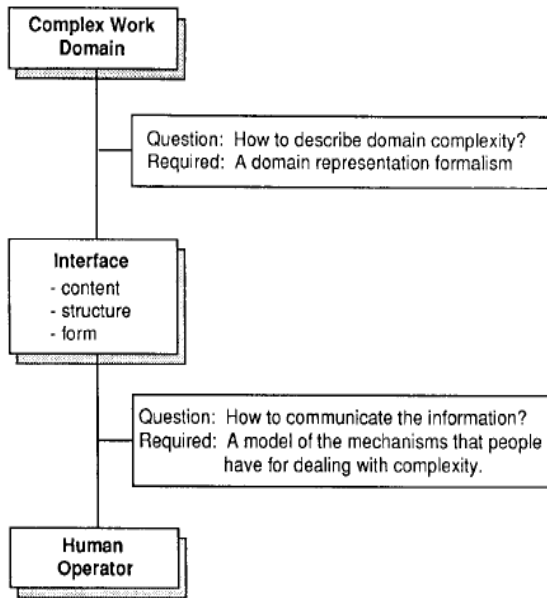 Complex Work
Domain
Question: How to describe domain complexity?
Required: A domain representation formalism
Interface
- content
- structure
- form
Question: How to communicate the information?
Required: A model of the mechanisms that people
have for dealing with complexity.
Human
Operator